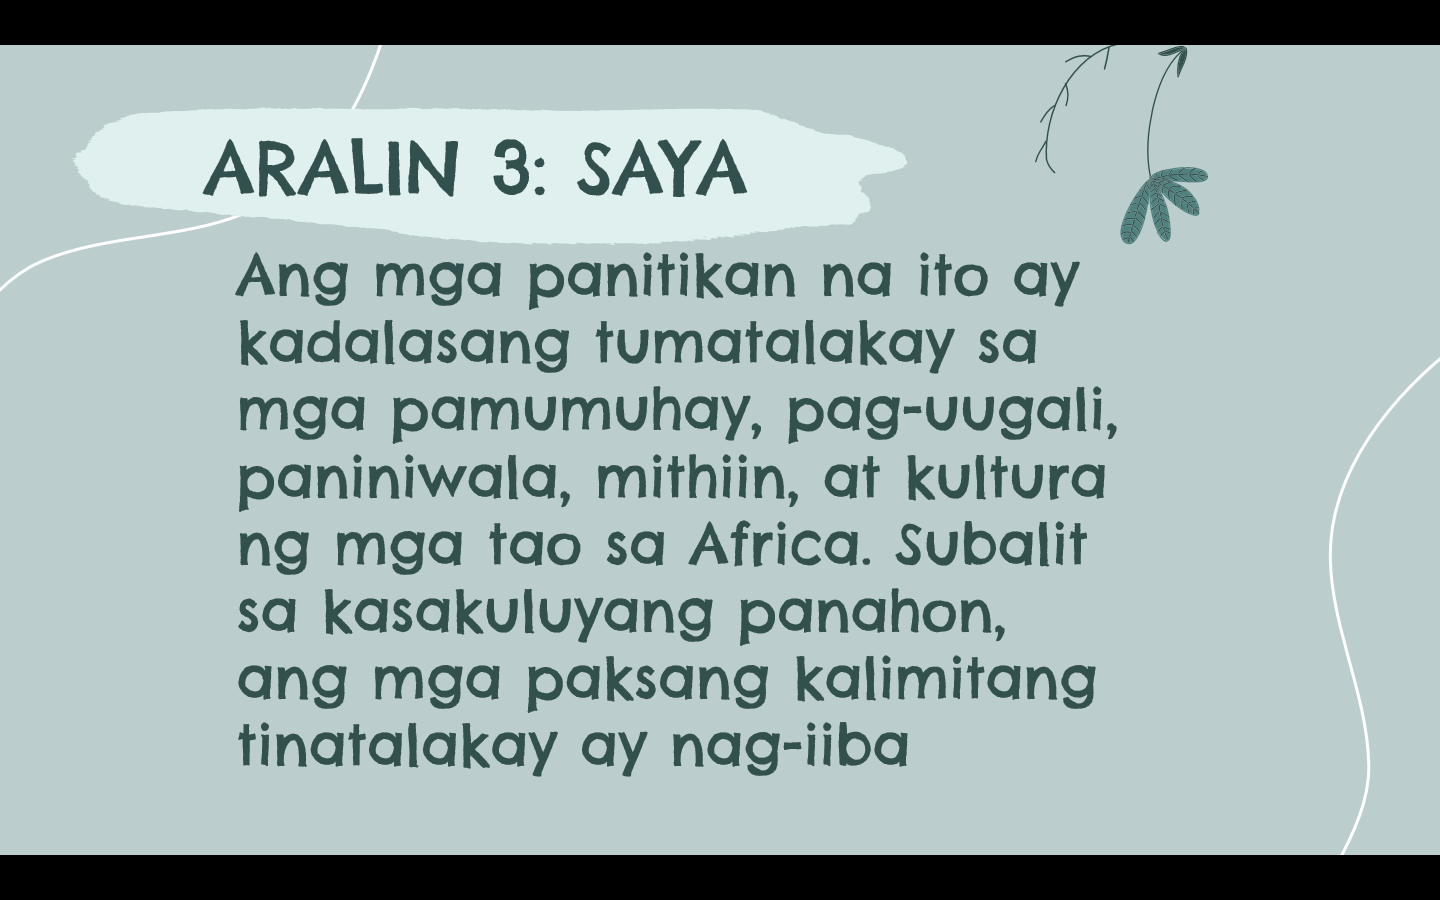 ARALIN 3: SAYA
Ang mga panitikan na ito ay
kadalasang tumatalakay sa
mga pamumuhay, pag-uugali,
paniniwala, mithiin, at kultura
ng mga tao sa Africa. Subalit
sa kasakuluyang panahon,
ang mga paksang kalimitang
tinatalakay ay nag-iiba